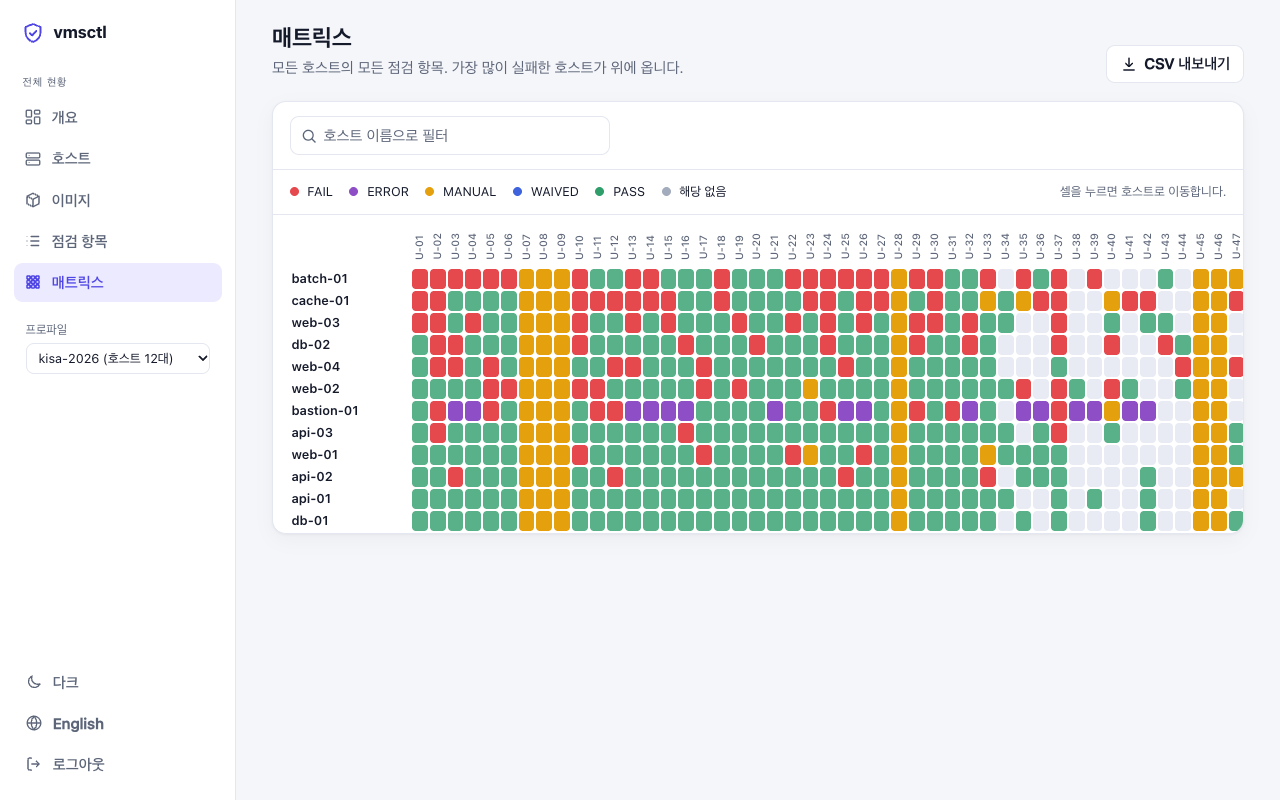 vmsctl
전체 현황
개요
호스트
이미지
점검 항목
매트릭스
프로파일
kisa-2026 (호스트 12대)
다크
English
로그아웃
매트릭스
모든 호스트의 모든 점검 항목. 가장 많이 실패한 호스트가 위에 옵니다.
CSV 내보내기
호스트 이름으로 필터
FAIL ERROR MANUAL WAIVED PASS 해당 없음 셀을 누르면 호스트로 이동합니다.
U-01 U-02 U-03 U-04 U-05 U-06 U-07 U-08 U-09 U-10 U-11 U-12 U-13 U-14 U-15 U-16 U-17 U-18 U-19 U-20 U-21 U-22 U-23 U-24 U-25 U-26 U-27 U-28 U-29 U-30 U-31 U-32 U-33 U-34 U-35 U-36 U-37 U-38 U-39 U-40 U-41 U-42 U-43 U-44 U-45 U-46 U-47
batch-01
cache-01
web-03
db-02
web-04
web-02
bastion-01
api-03
web-01
api-02
api-01
db-01